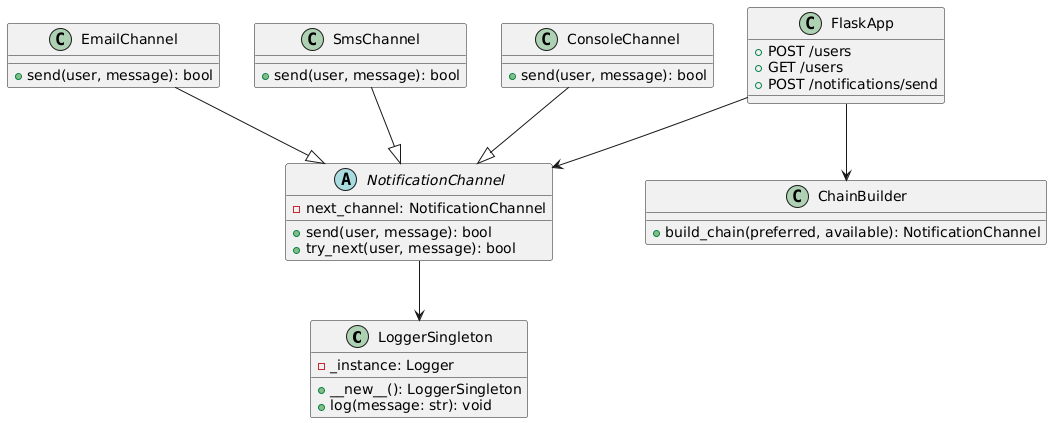 C EmailChannel
send(user, message): bool
C SmsChannel
send(user, message): bool
C ConsoleChannel
send(user, message): bool
C FlaskApp
POST /users
GET /users
POST /notifications/send
A NotificationChannel
next_channel: NotificationChannel
send(user, message): bool
try_next(user, message): bool
C ChainBuilder
build_chain(preferred, available): NotificationChannel
C LoggerSingleton
_instance: Logger
__new__(): LoggerSingleton
log(message: str): void